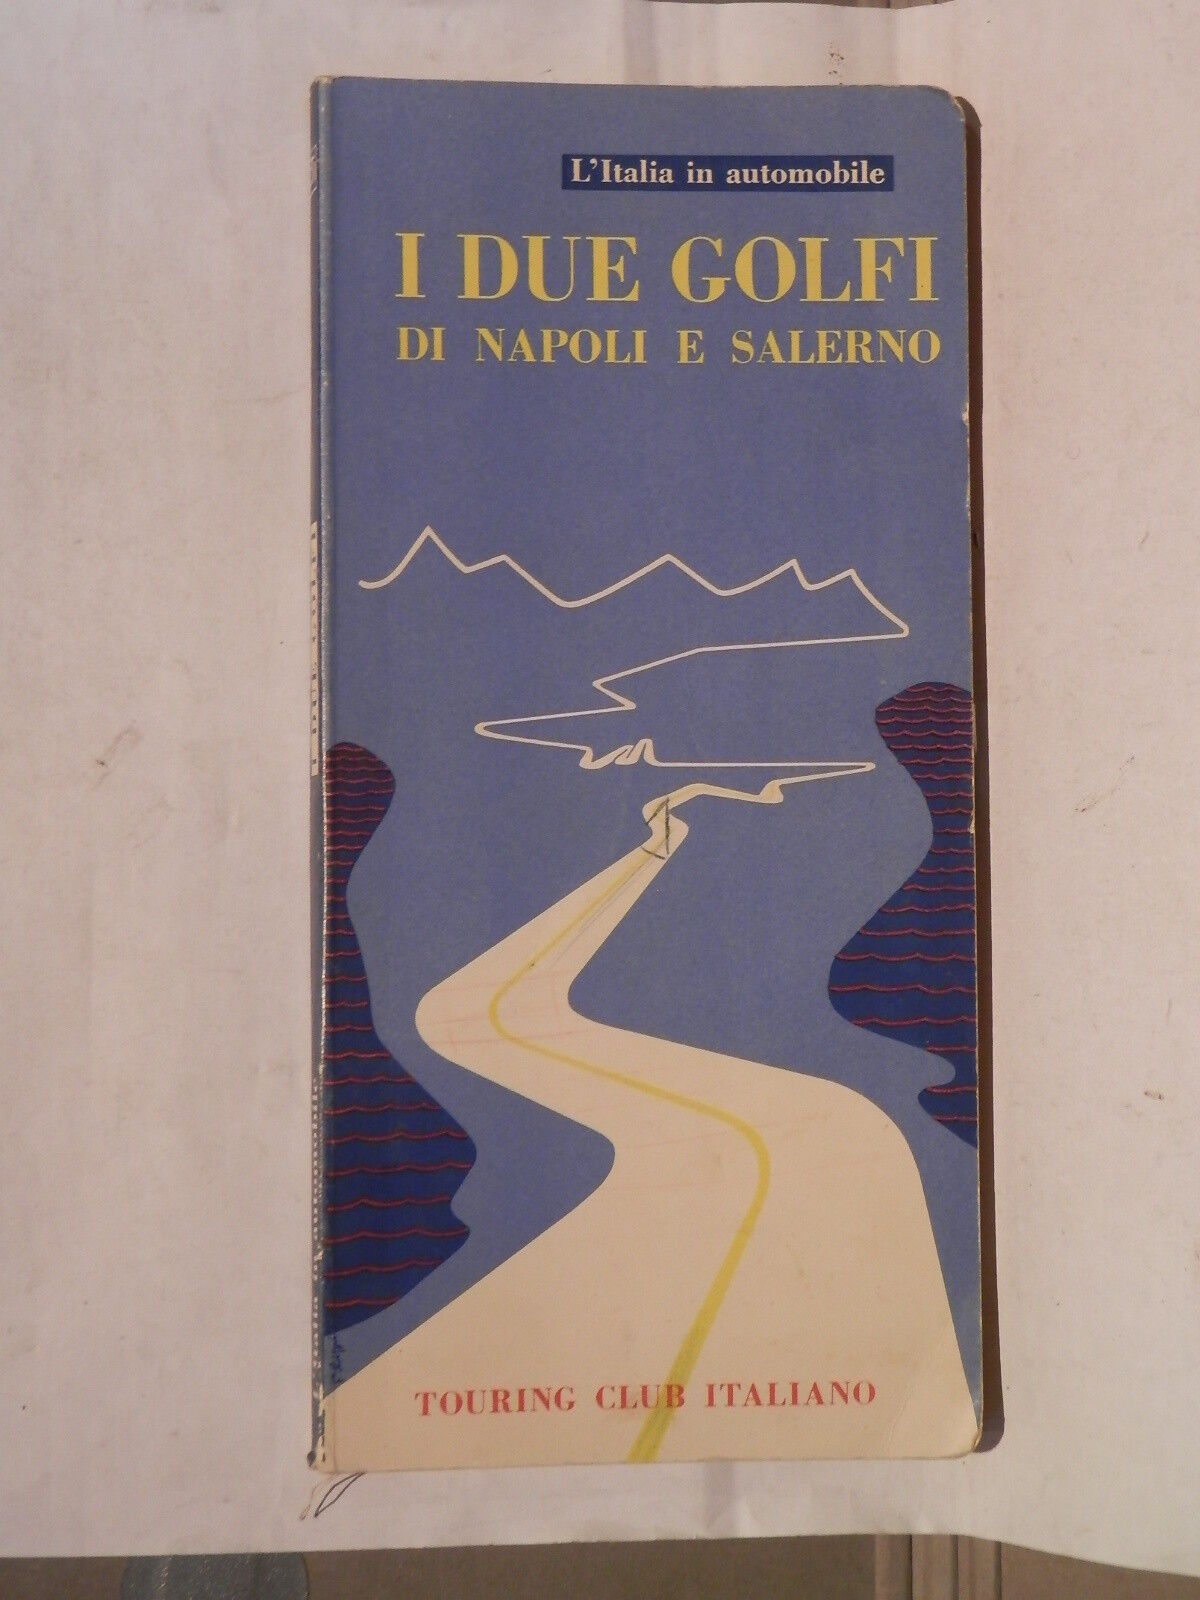 L'Italia in automobile
I DUE GOLFI
DI NAPOLI E SALERNO
TOURING CLUB ITALIANO